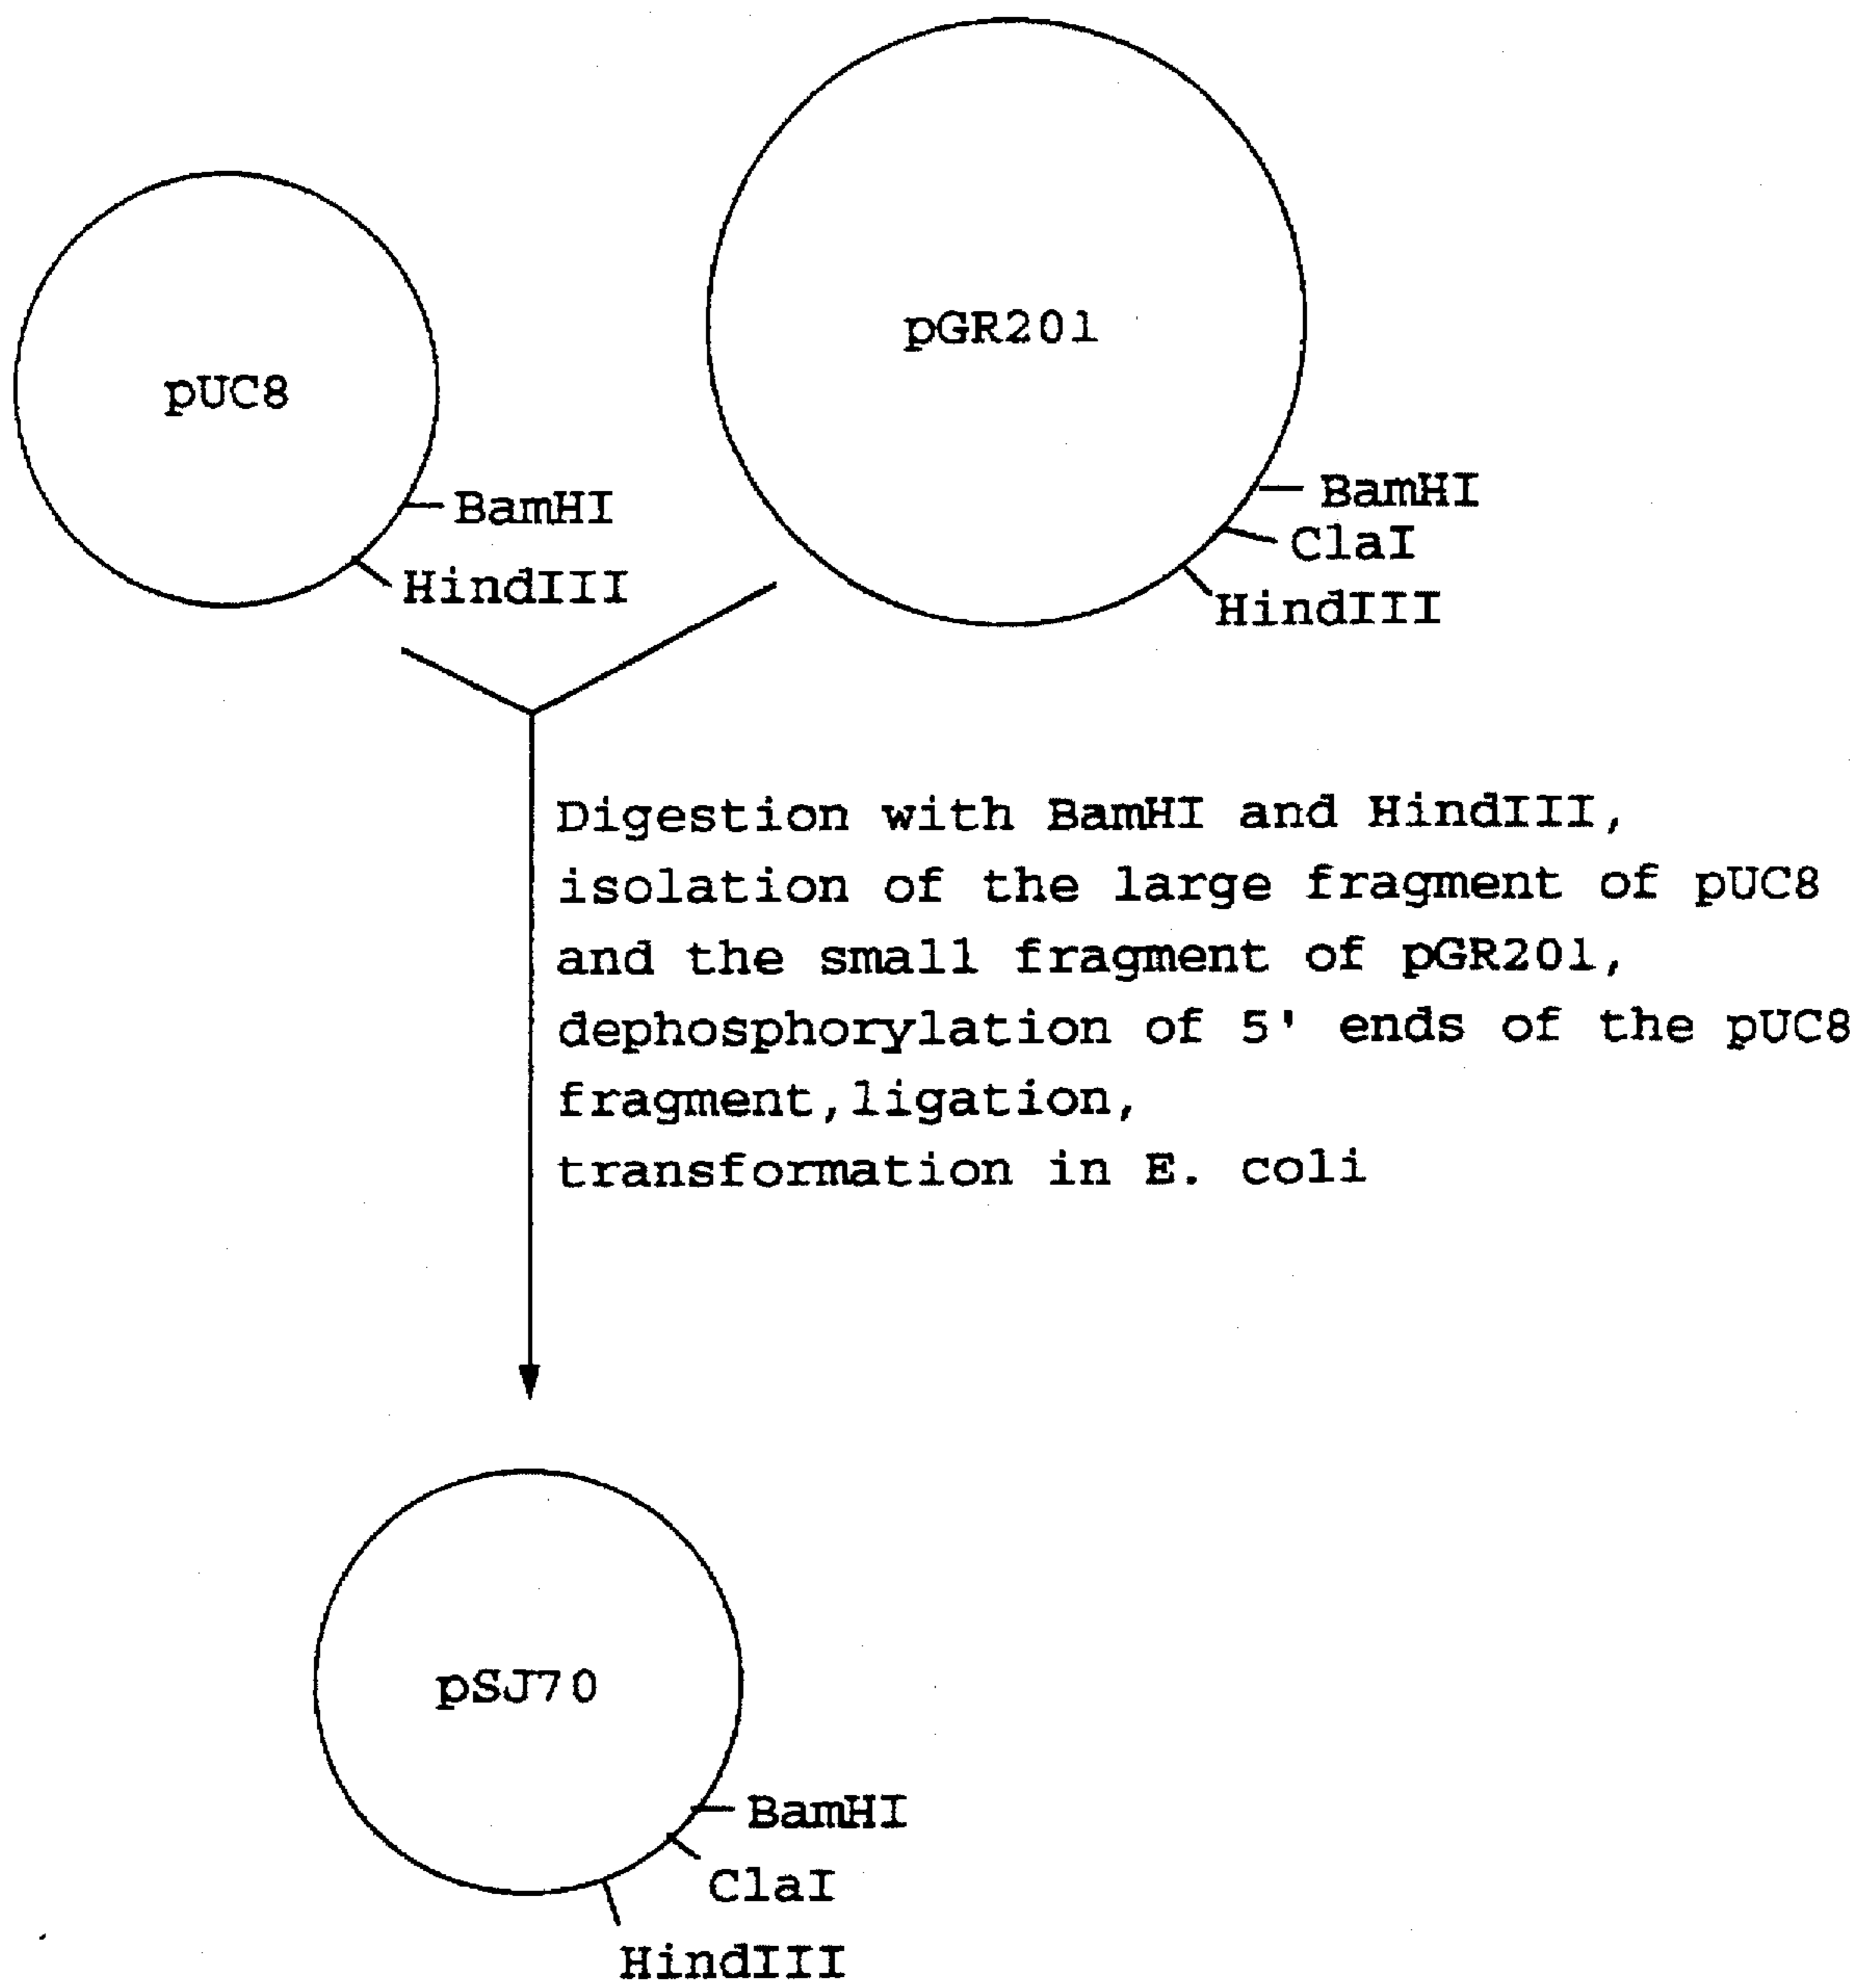 pUC8
BamHI
HindIII
pGR201
BamHI
ClaI
HindIII
Digestion with BamHI and HindIII,
isolation of the large fragment of pUC8
and the small fragment of pGR201,
dephosphorylation of 5' ends of the pUC8
fragment,ligation,
transformation in E. coli
pSJ70
BamHI
ClaI
HindIII